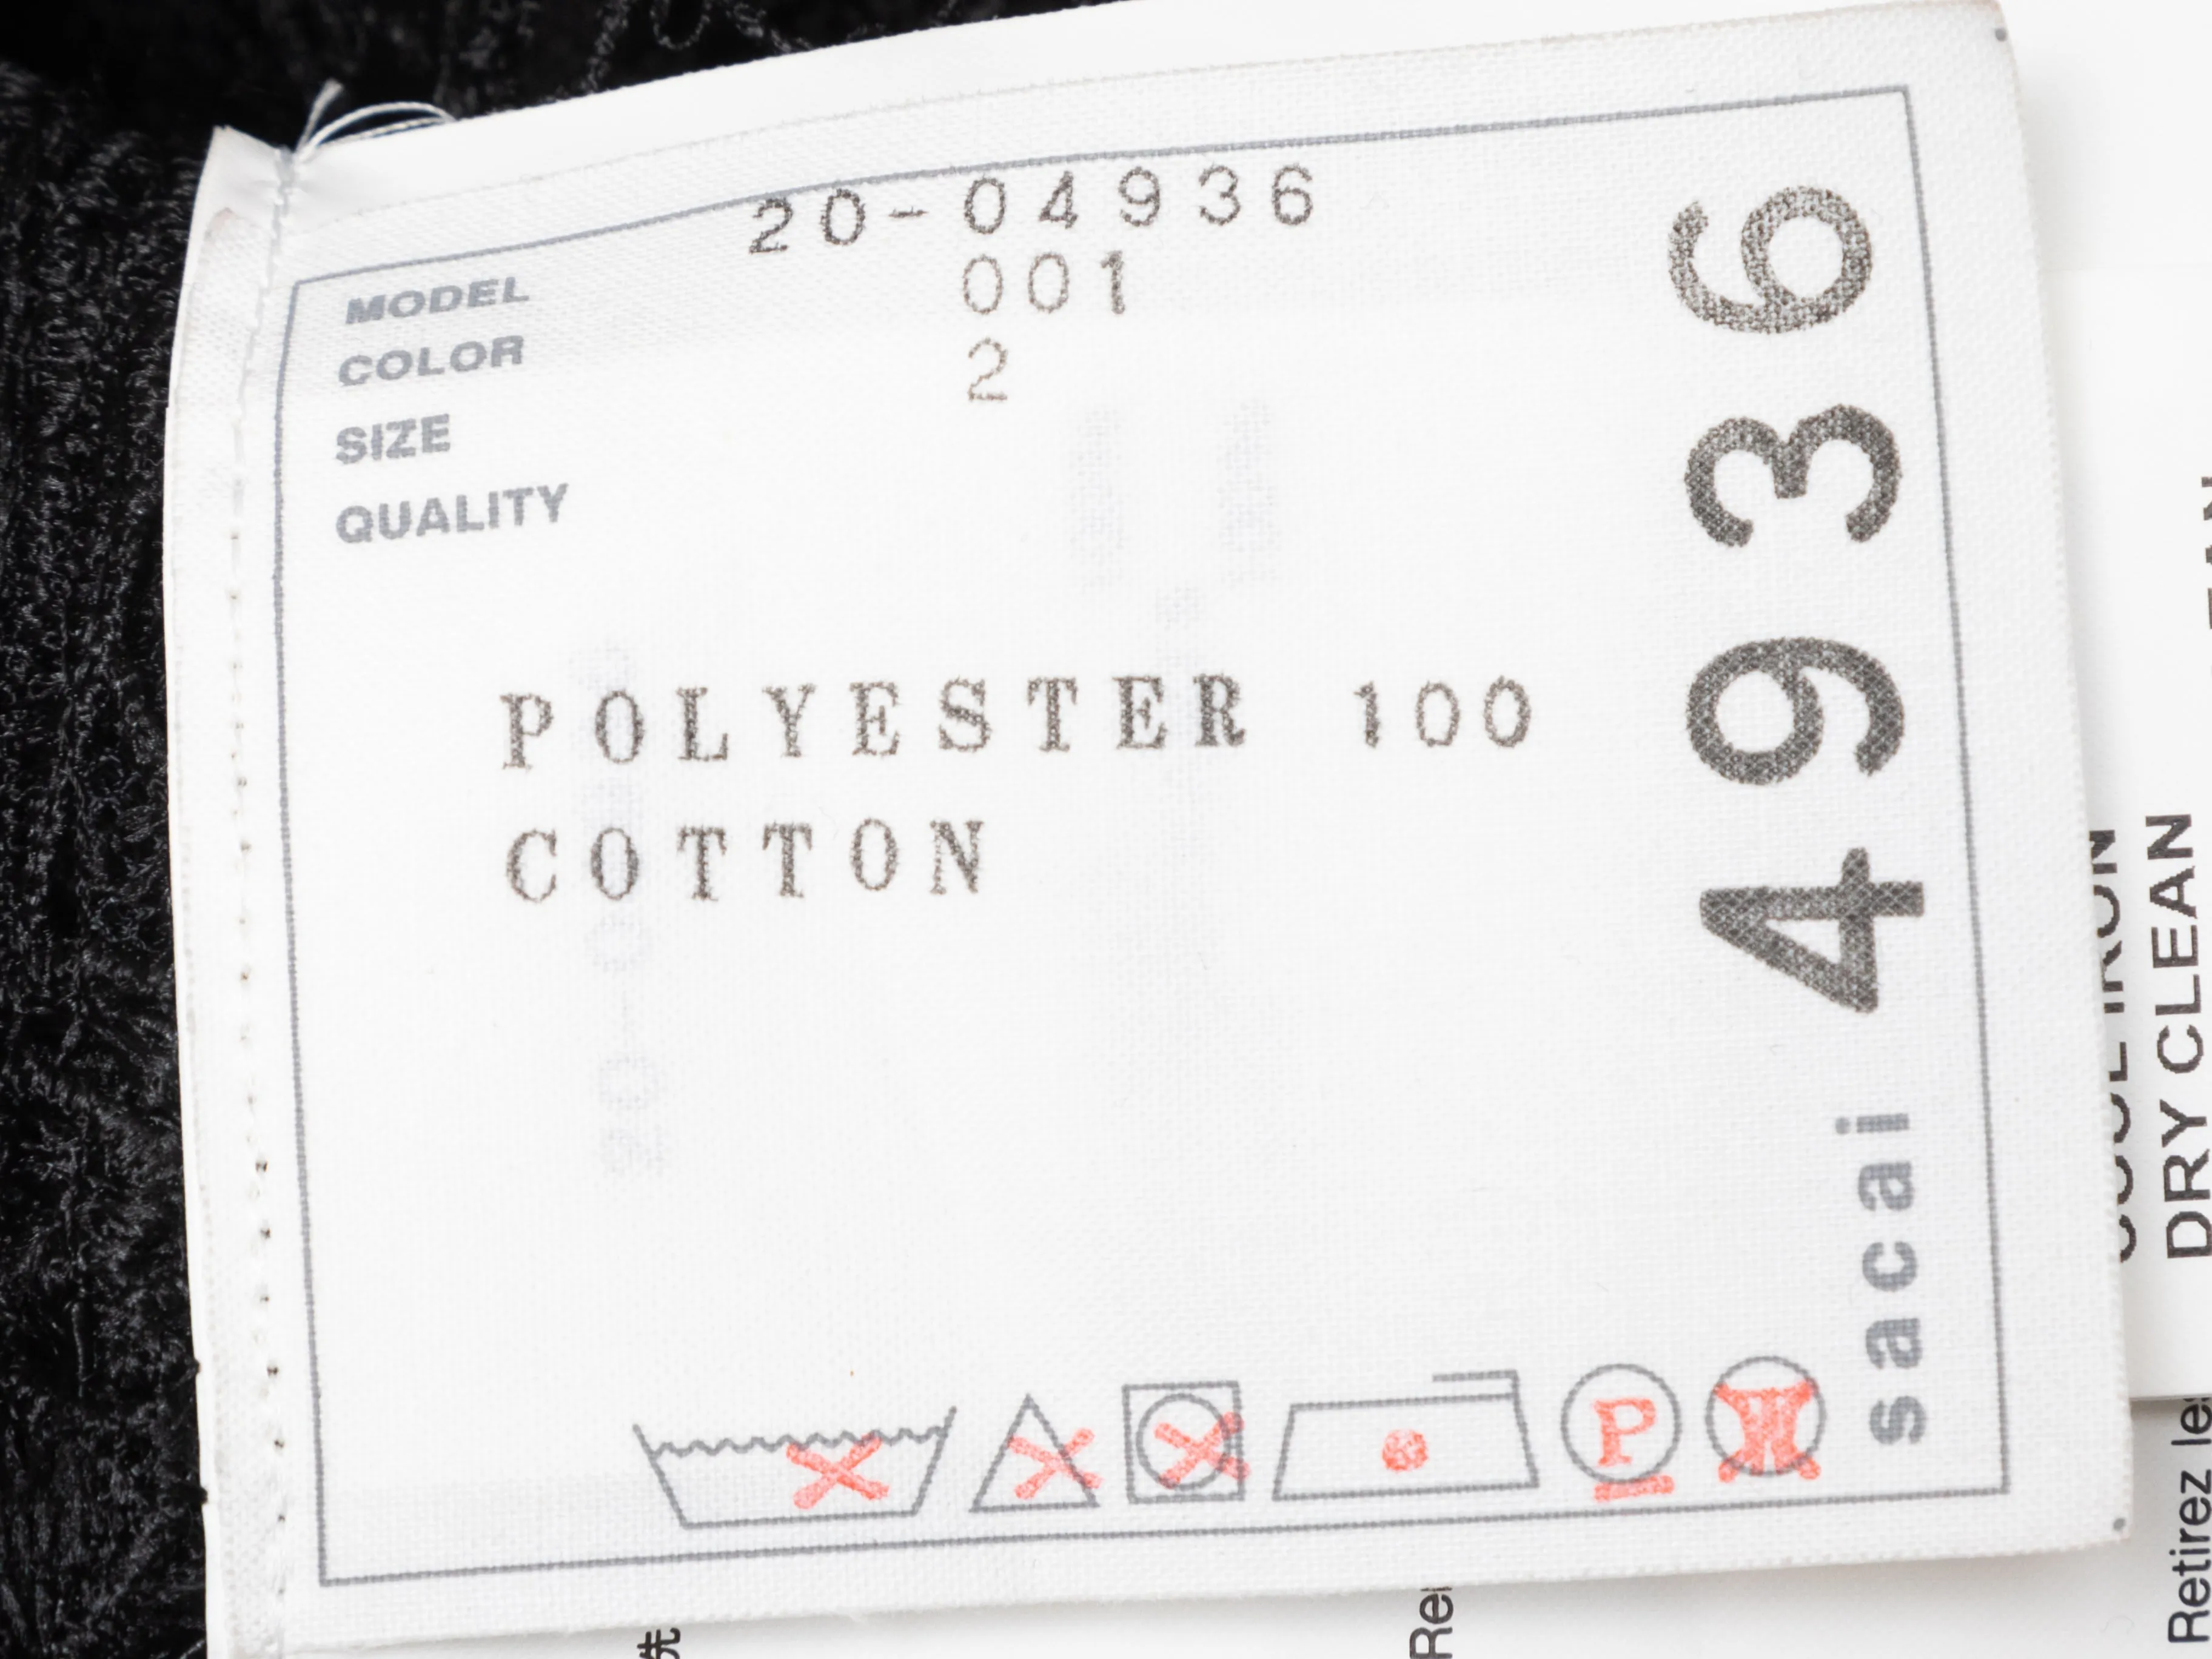 20-04936
MODEL 001
COLOR 2
SIZE
QUALITY
POLYESTER 100
COTTON
sacai 4936
P
DRY CLEAN
Retirez